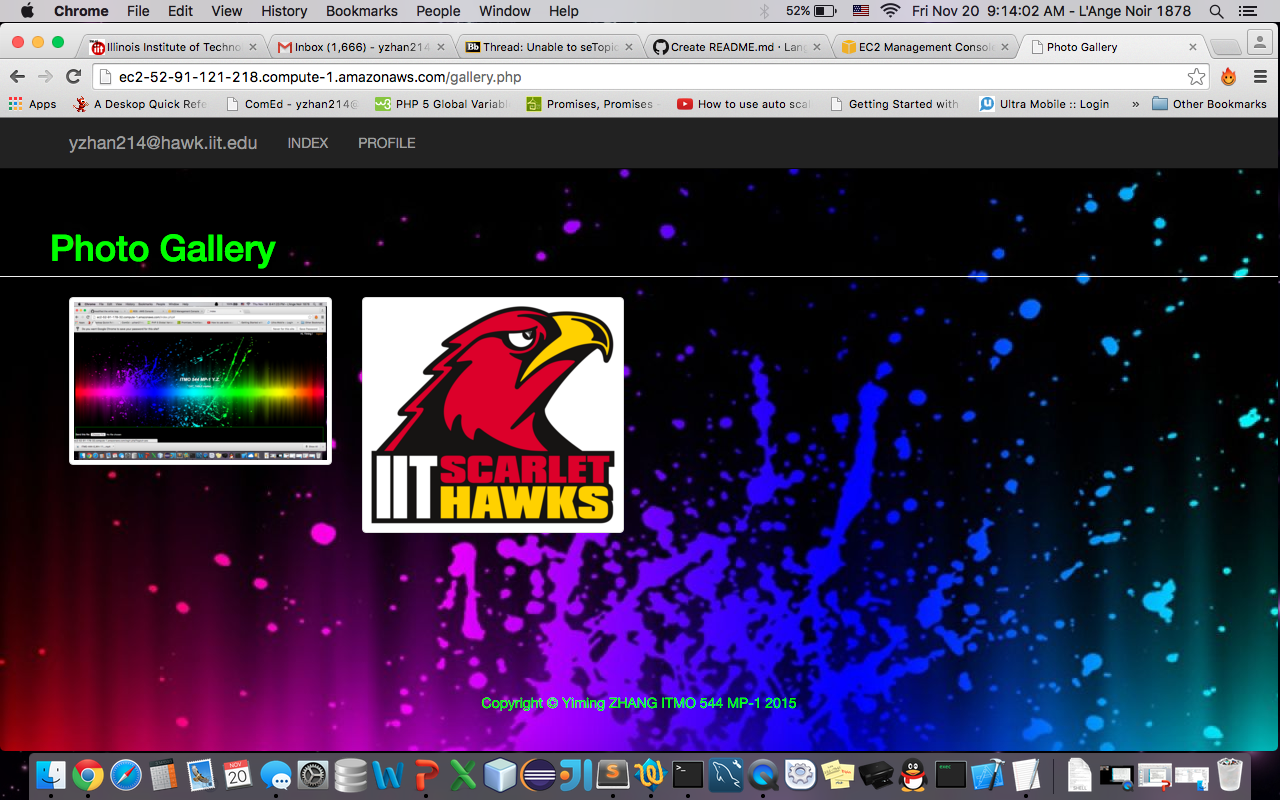 Chrome File Edit View History Bookmarks People Window Help 52% Fri Nov 20 9:14:02 AM - L'Ange Noir 1878
Illinois Institute of Techno Inbox (1,666) - yzhan214@ Bb Thread: Unable to seTopic Create README.md · Lan EC2 Management Consol Photo Gallery
ec2-52-91-121-218.compute-1.amazonaws.com/gallery.php
Apps A Deskop Quick Refe ComEd - yzhan214@ w3 PHP 5 Global Variabl Promises, Promises - How to use auto scal Getting Started with Ultra Mobile :: Login » Other Bookmarks
yzhan214@hawk.iit.edu INDEX PROFILE
Photo Gallery
ITMO 544 MP-1 Y.Z
IIT SCARLET
HAWKS
Copyright © Yiming ZHANG ITMO 544 MP-1 2015
NOV
20